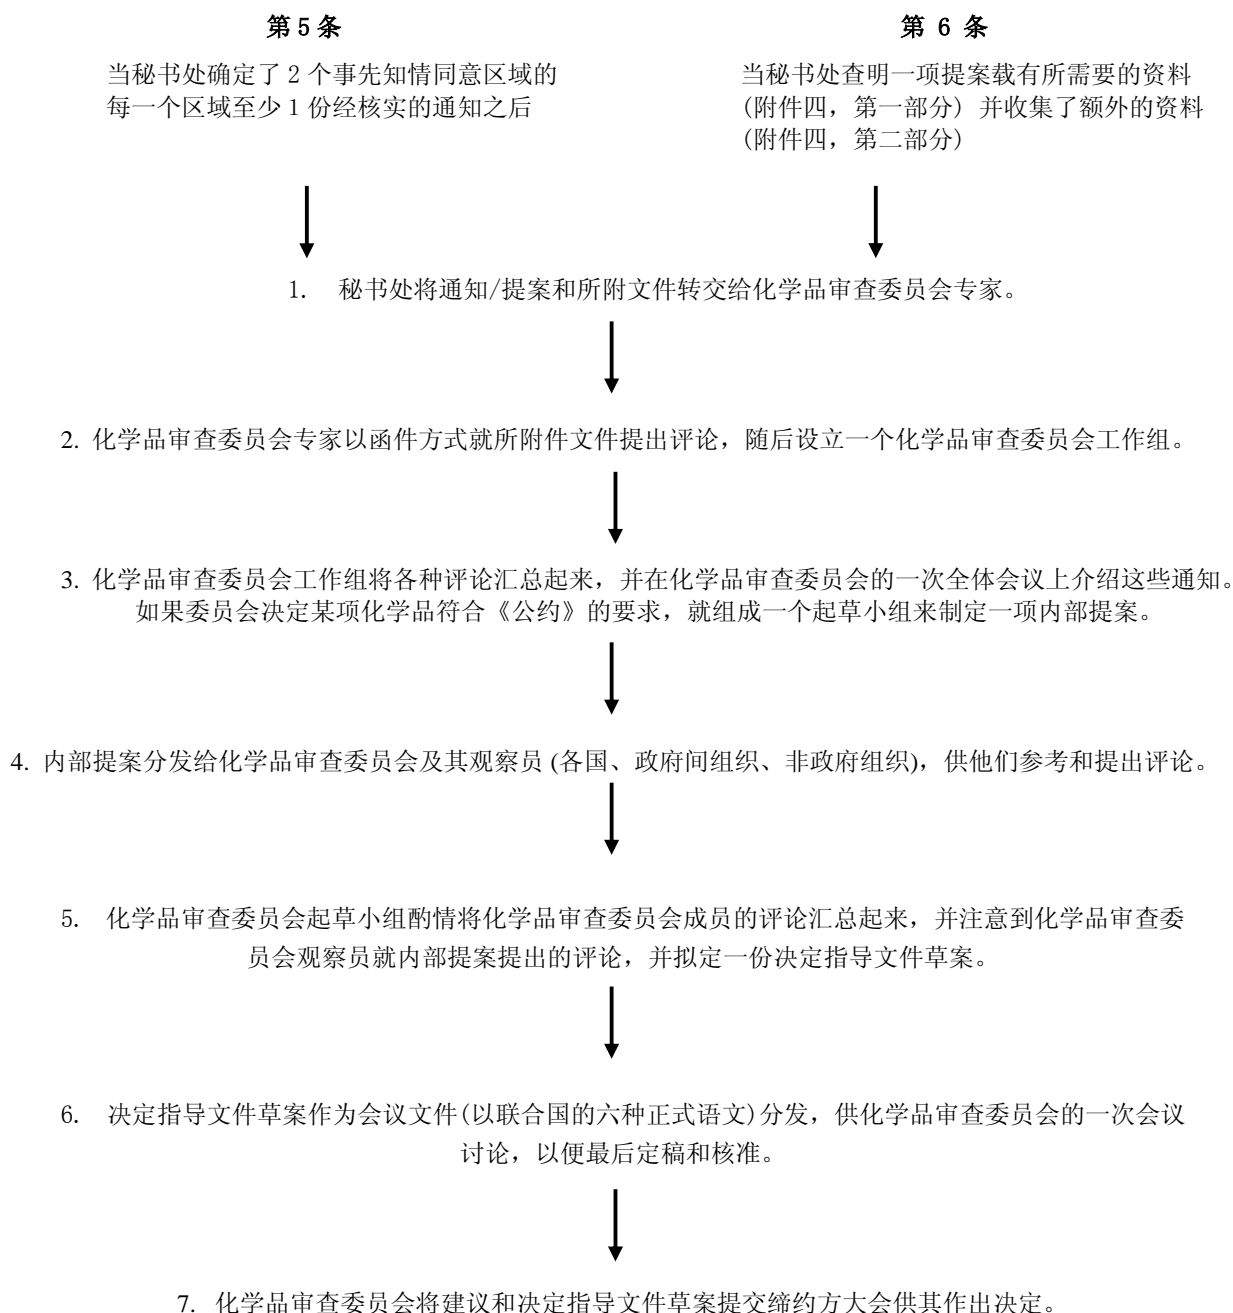 第5条
当秘书处确定了 2 个事先知情同意区域的
每一个区域至少 1 份经核实的通知之后
第 6 条
当秘书处查明一项提案载有所需要的资料
(附件四，第一部分) 并收集了额外的资料
(附件四，第二部分)
1. 秘书处将通知/提案和所附文件转交给化学品审查委员会专家。
2. 化学品审查委员会专家以函件方式就所附件文件提出评论，随后设立一个化学品审查委员会工作组。
3. 化学品审查委员会工作组将各种评论汇总起来，并在化学品审查委员会的一次全体会议上介绍这些通知。
如果委员会决定某项化学品符合《公约》的要求，就组成一个起草小组来制定一项内部提案。
4. 内部提案分发给化学品审查委员会及其观察员 (各国、政府间组织、非政府组织)，供他们参考和提出评论。
5. 化学品审查委员会起草小组酌情将化学品审查委员会成员的评论汇总起来，并注意到化学品审查委
员会观察员就内部提案提出的评论，并拟定一份决定指导文件草案。
6. 决定指导文件草案作为会议文件(以联合国的六种正式语文)分发，供化学品审查委员会的一次会议
讨论，以便最后定稿和核准。
7. 化学品审查委员会将建议和决定指导文件草案提交缔约方大会供其作出决定。